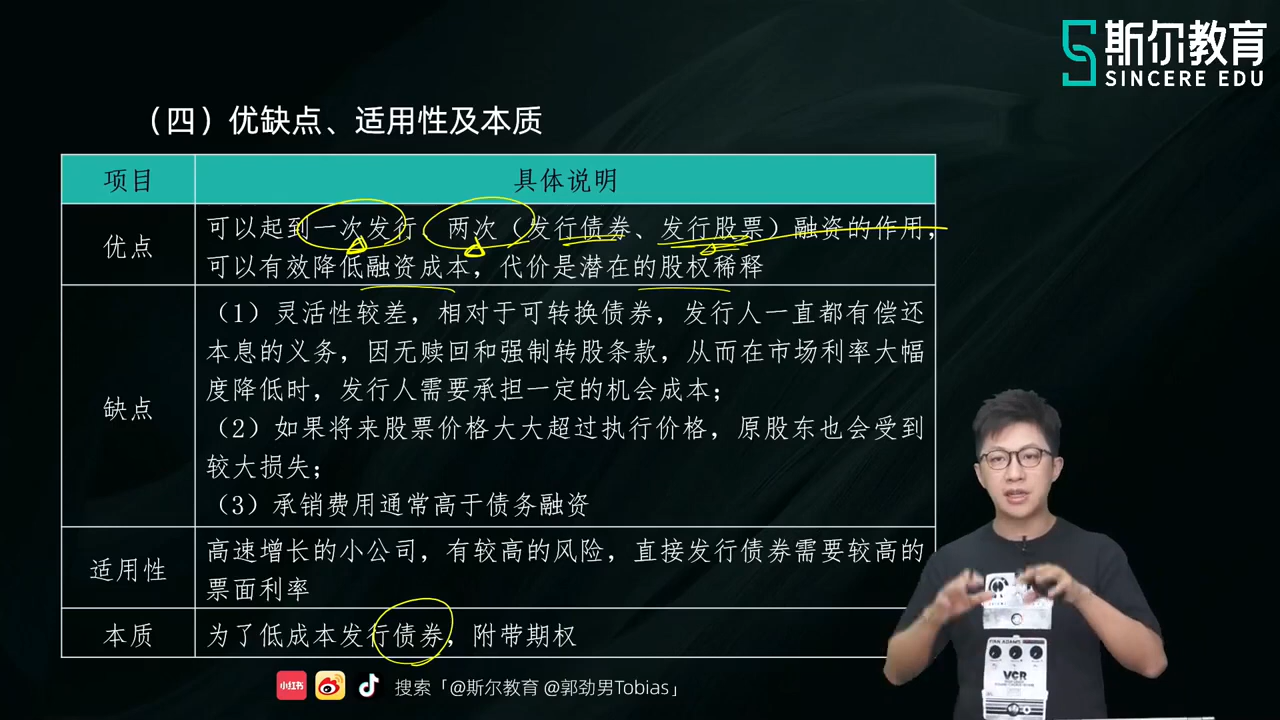 斯尔教育
SINCERE EDU
（四）优缺点、适用性及本质
项目 具体说明
优点
可以起到一次发行、两次（发行债券、发行股票）融资的作用，
可以有效降低融资成本，代价是潜在的股权稀释
缺点
（1）灵活性较差，相对于可转换债券，发行人一直都有偿还
本息的义务，因无赎回和强制转股条款，从而在市场利率大幅
度降低时，发行人需要承担一定的机会成本；
（2）如果将来股票价格大大超过执行价格，原股东也会受到
较大损失；
（3）承销费用通常高于债务融资
适用性
高速增长的小公司，有较高的风险，直接发行债券需要较高的
票面利率
本质
为了低成本发行债券，附带期权
小红书
搜索「@斯尔教育 @郭劲男Tobias」
VCR